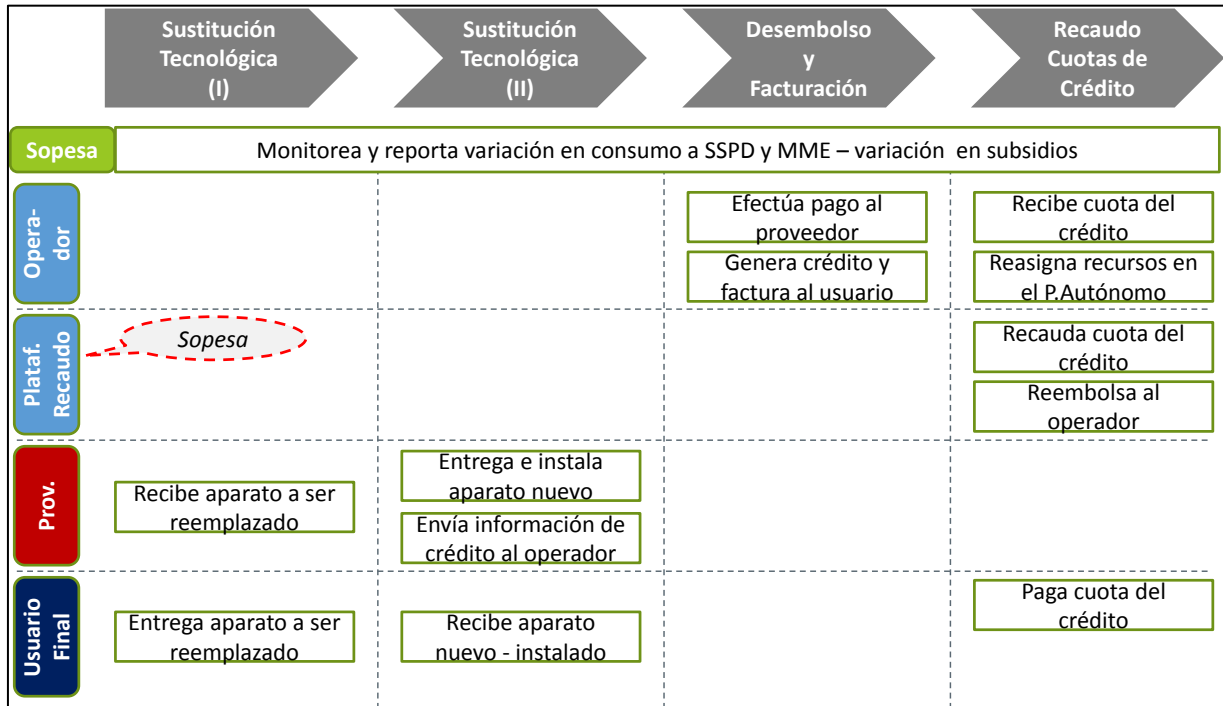 Sustitución
Tecnológica
(I)
Sustitución
Tecnológica
(II)
Desembolso
y
Facturación
Recaudo
Cuotas de
Crédito
Sopesa
Monitorea y reporta variación en consumo a SSPD y MME – variación en subsidios
Opera-
dor
Efectúa pago al
proveedor
Genera crédito y
factura al usuario
Recibe cuota del
crédito
Reasigna recursos en
el P.Autónomo
Plataf.
Recaudo
Sopesa
Recauda cuota del
crédito
Reembolsa al
operador
Prov.
Recibe aparato a ser
reemplazado
Entrega e instala
aparato nuevo
Envía información de
crédito al operador
Usuario
Final
Entrega aparato a ser
reemplazado
Recibe aparato
nuevo - instalado
Paga cuota del
crédito